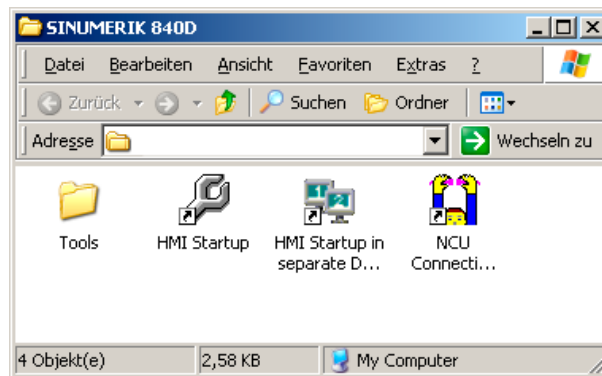 SINUMERIK 840D
Datei Bearbeiten Ansicht Favoriten Extras ?
Zurück Suchen Ordner
Adresse Wechseln zu
Tools
HMI Startup
HMI Startup in
separate D...
NCU
Connecti...
4 Objekt(e) 2,58 KB My Computer